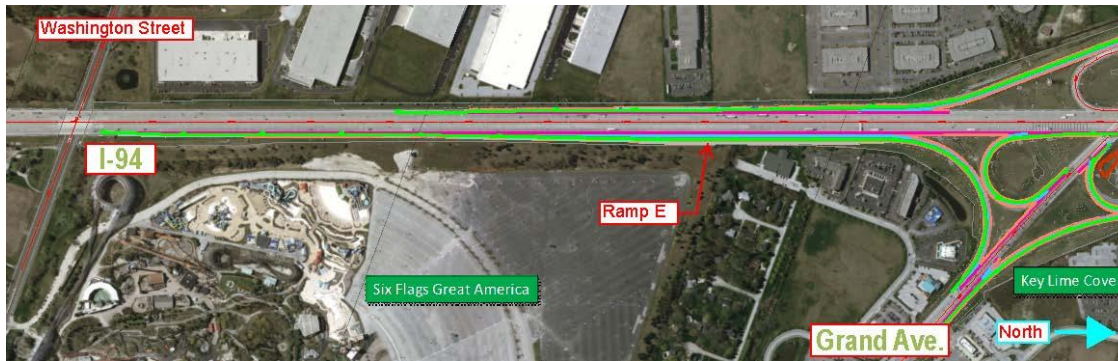 Washington Street
I-94
Ramp E
Six Flags Great America
Key Lime Cove
Grand Ave.
North